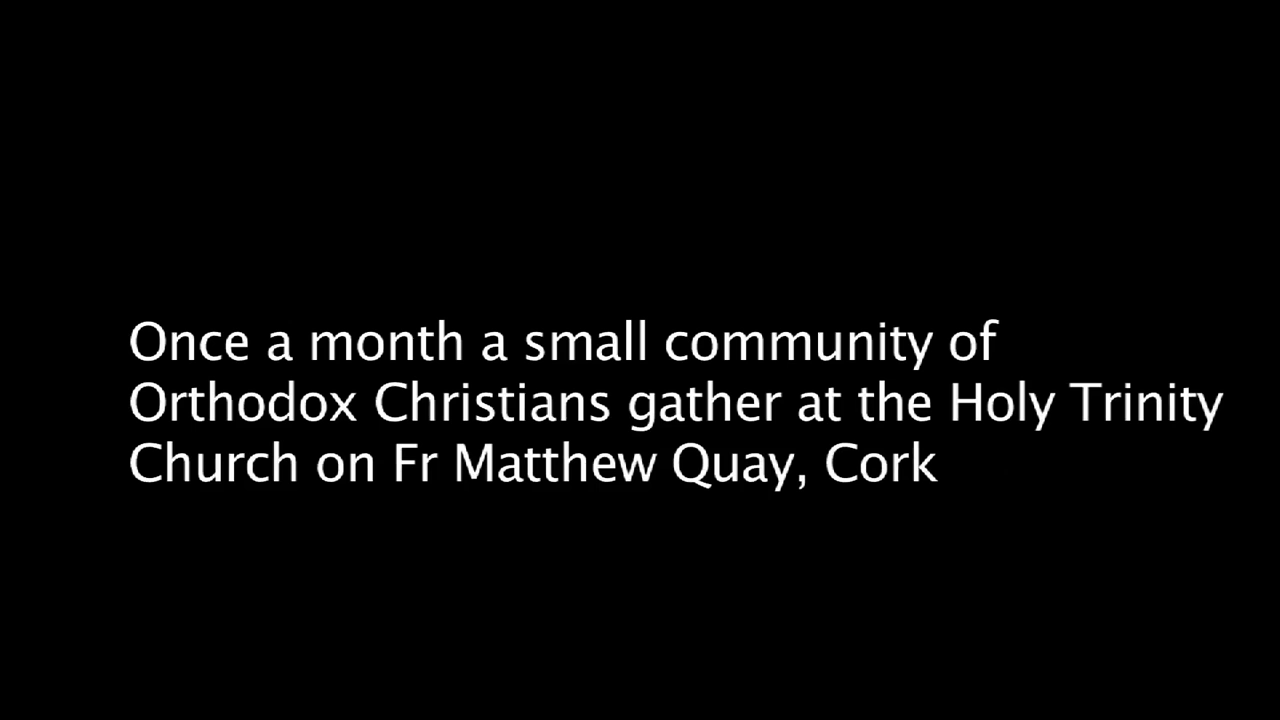 Once a month a small community of
Orthodox Christians gather at the Holy Trinity
Church on Fr Matthew Quay, Cork